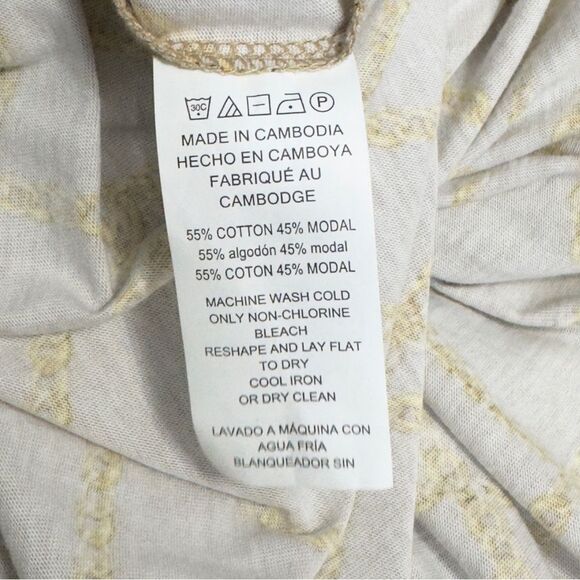 30C P
MADE IN CAMBODIA
HECHO EN CAMBOYA
FABRIQUÉ AU
CAMBODGE
55% COTTON 45% MODAL
55% algodón 45% modal
55% COTON 45% MODAL
MACHINE WASH COLD
ONLY NON-CHLORINE
BLEACH
RESHAPE AND LAY FLAT
TO DRY
COOL IRON
OR DRY CLEAN
LAVADO A MÁQUINA CON
AGUA FRÍA
BLANQUEADOR SIN